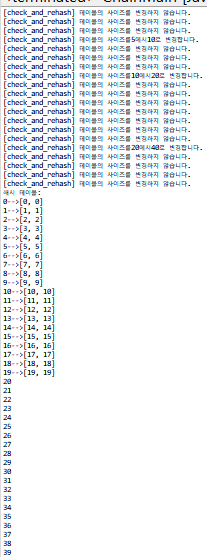 [check_and_rehash] 테이블의 사이즈를 변경하지 않습니다.
[check_and_rehash] 테이블의 사이즈를 변경하지 않습니다.
[check_and_rehash] 테이블의 사이즈를 변경하지 않습니다.
[check_and_rehash] 테이블의 사이즈를5에서10로 변경합니다.
[check_and_rehash] 테이블의 사이즈를 변경하지 않습니다.
[check_and_rehash] 테이블의 사이즈를 변경하지 않습니다.
[check_and_rehash] 테이블의 사이즈를 변경하지 않습니다.
[check_and_rehash] 테이블의 사이즈를10에서20로 변경합니다.
[check_and_rehash] 테이블의 사이즈를 변경하지 않습니다.
[check_and_rehash] 테이블의 사이즈를 변경하지 않습니다.
[check_and_rehash] 테이블의 사이즈를 변경하지 않습니다.
[check_and_rehash] 테이블의 사이즈를 변경하지 않습니다.
[check_and_rehash] 테이블의 사이즈를 변경하지 않습니다.
[check_and_rehash] 테이블의 사이즈를 변경하지 않습니다.
[check_and_rehash] 테이블의 사이즈를 변경하지 않습니다.
[check_and_rehash] 테이블의 사이즈를20에서40로 변경합니다.
[check_and_rehash] 테이블의 사이즈를 변경하지 않습니다.
[check_and_rehash] 테이블의 사이즈를 변경하지 않습니다.
[check_and_rehash] 테이블의 사이즈를 변경하지 않습니다.
[check_and_rehash] 테이블의 사이즈를 변경하지 않습니다.
해시 테이블:
0-->[0, 0]
1-->[1, 1]
2-->[2, 2]
3-->[3, 3]
4-->[4, 4]
5-->[5, 5]
6-->[6, 6]
7-->[7, 7]
8-->[8, 8]
9-->[9, 9]
10-->[10, 10]
11-->[11, 11]
12-->[12, 12]
13-->[13, 13]
14-->[14, 14]
15-->[15, 15]
16-->[16, 16]
17-->[17, 17]
18-->[18, 18]
19-->[19, 19]
20
21
22
23
24
25
26
27
28
29
30
31
32
33
34
35
36
37
38
39